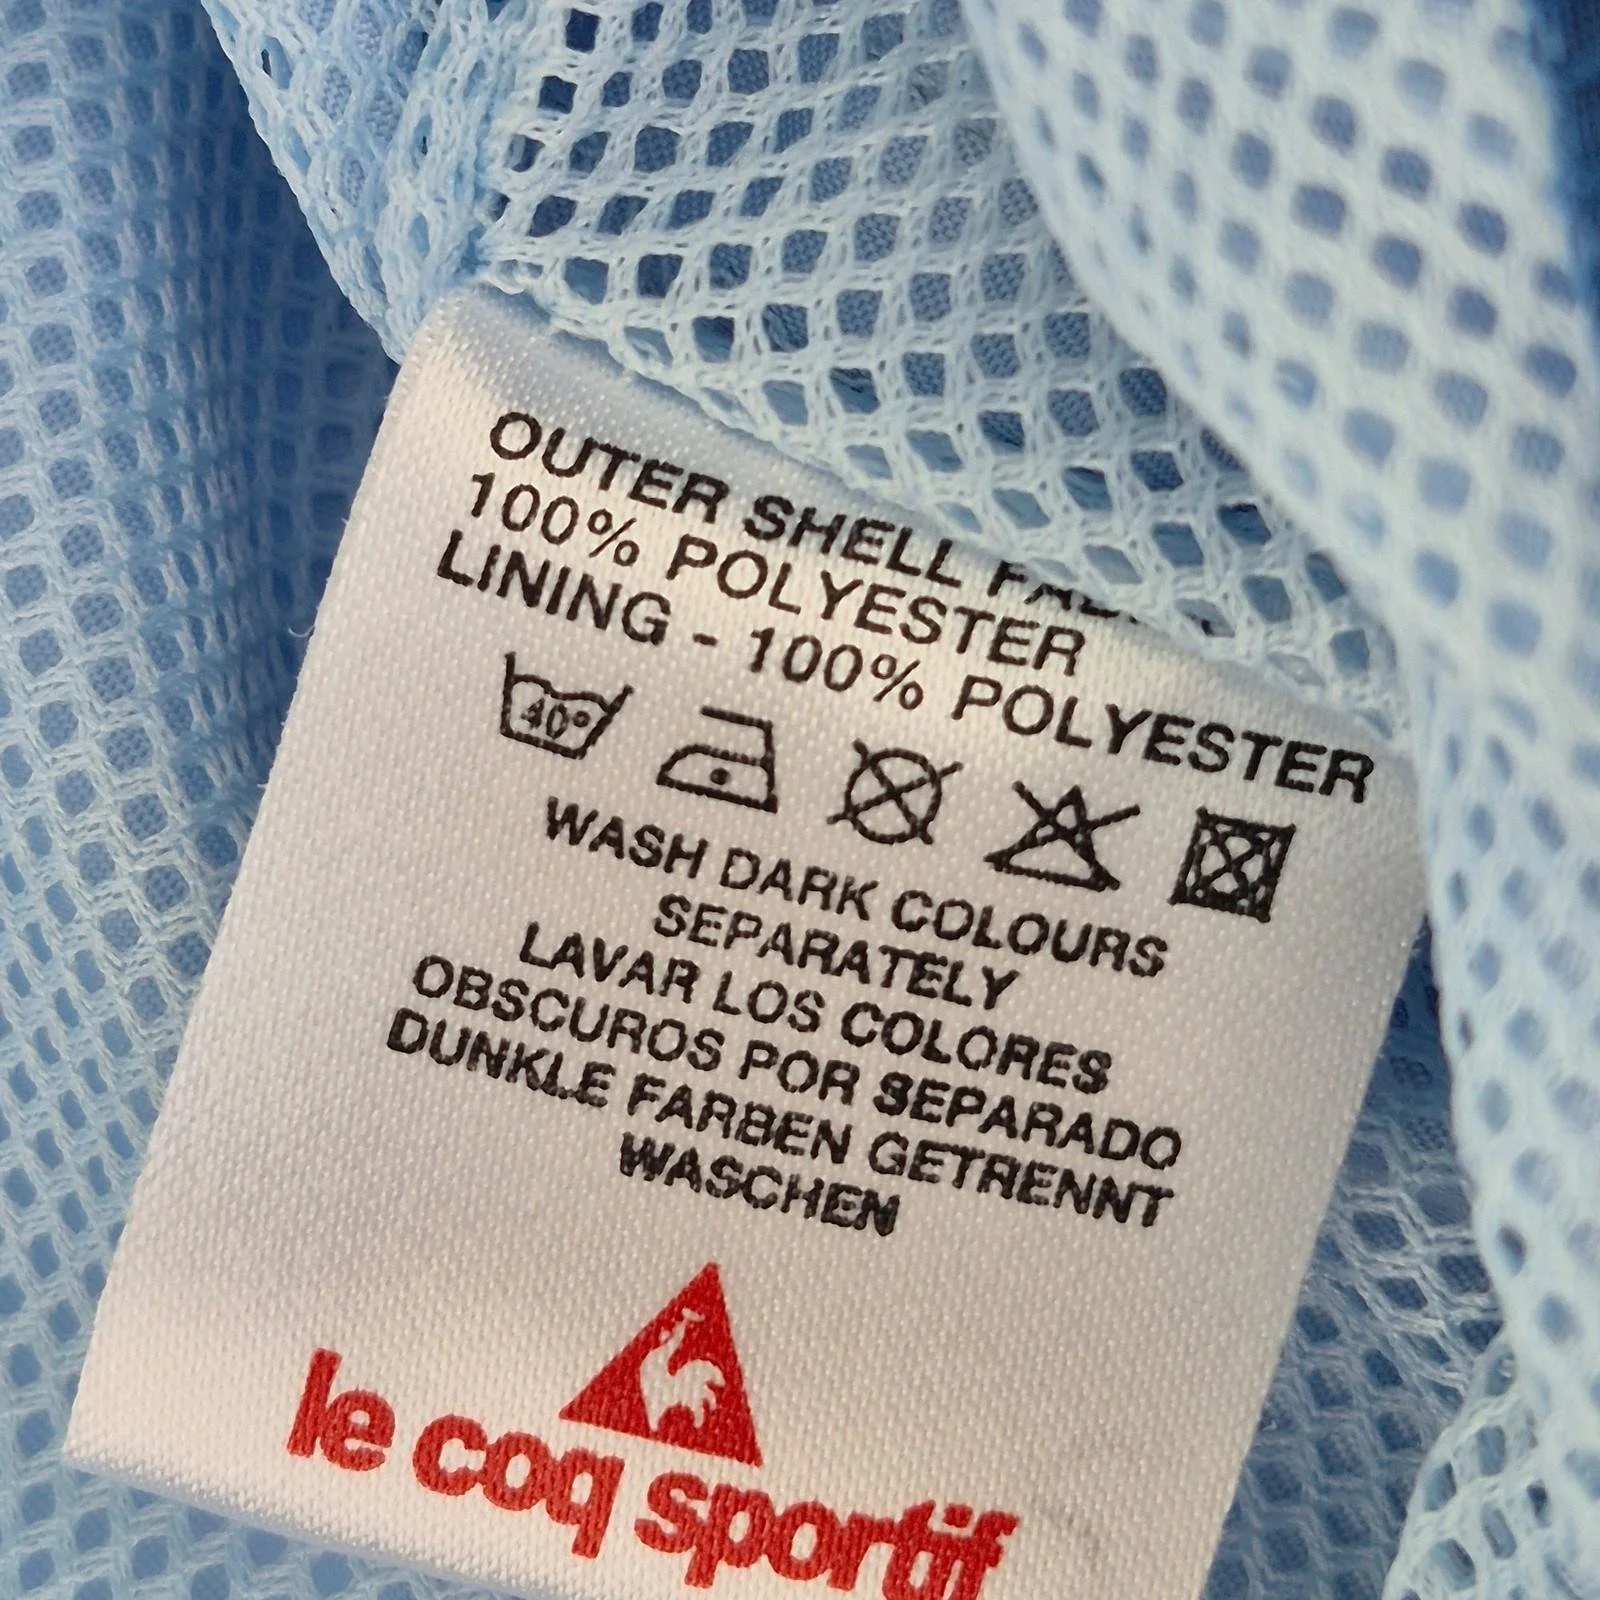 OUTER SHELL
100% POLYESTER
LINING - 100% POLYESTER
40°
WASH DARK COLOURS
SEPARATELY
LAVAR LOS COLORES
OBSCUROS POR SEPARADO
DUNKLE FARBEN GETRENNT
WASCHEN
le coq sportif